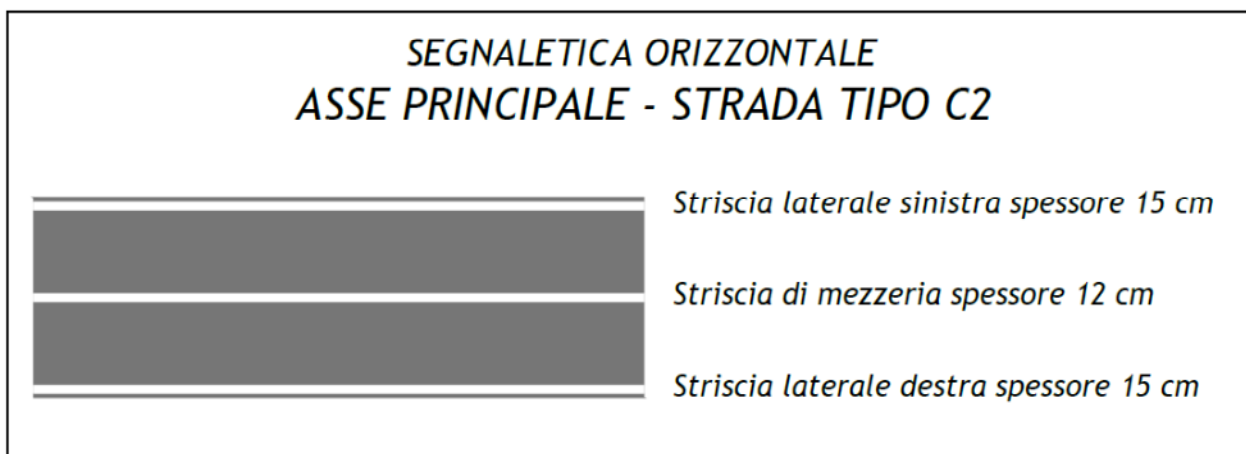 SEGNALETICA ORIZZONTALE
ASSE PRINCIPALE - STRADA TIPO C2
Striscia laterale sinistra spessore 15 cm
Striscia di mezzeria spessore 12 cm
Striscia laterale destra spessore 15 cm